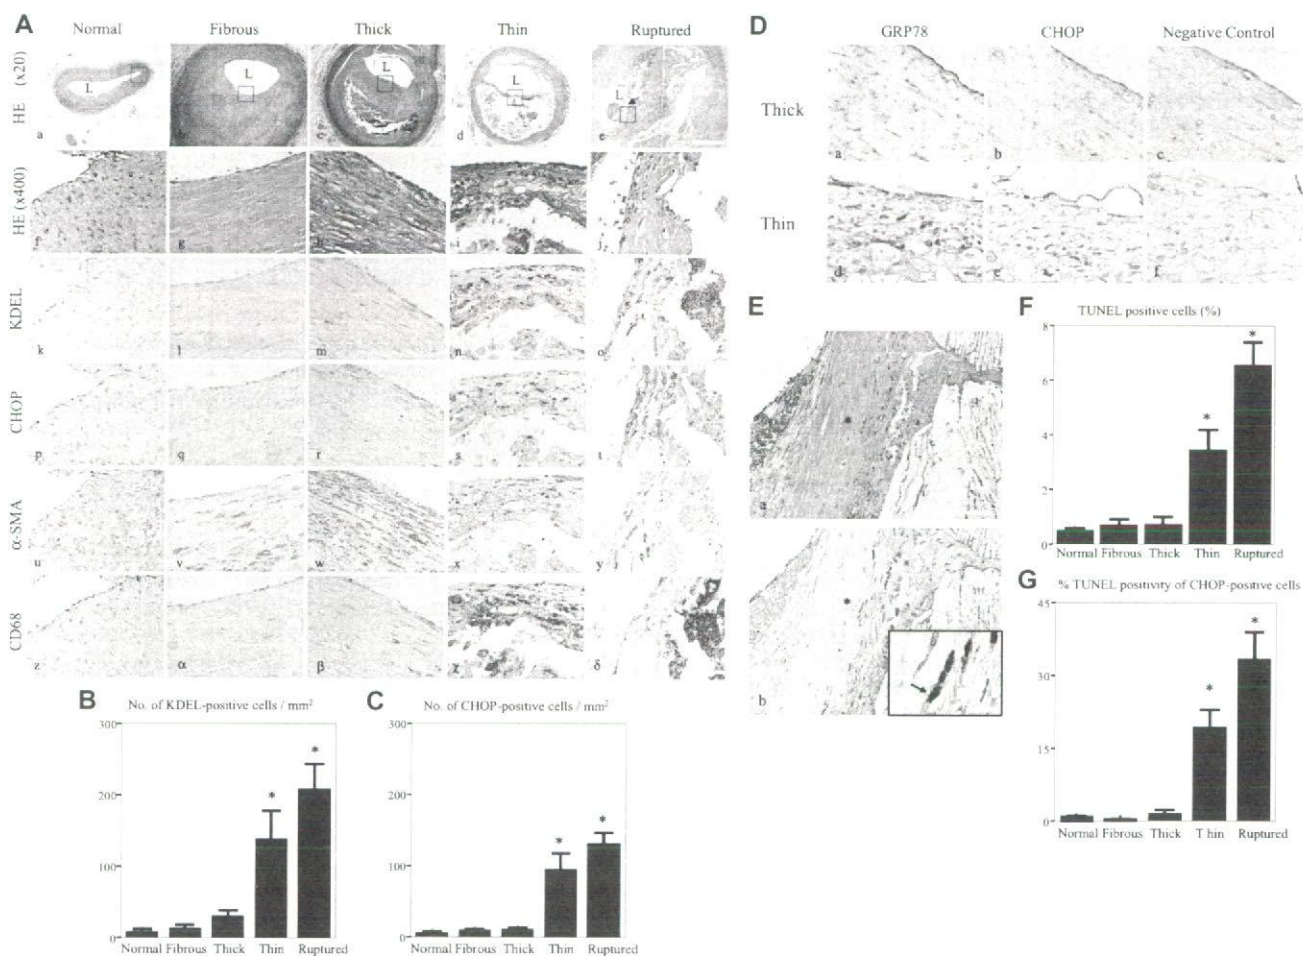 A
Normal Fibrous Thick Thin Ruptured
HE (x20)
L L L L L
a b c d e
HE (x400)
f g h i j
KDEL
k l m n o
CHOP
p q r s t
α-SMA
u v w x y
CD68
z α β χ δ
B
No. of KDEL-positive cells / mm²
300
200
100
0
* *
Normal Fibrous Thick Thin Ruptured
C
No. of CHOP-positive cells / mm²
300
200
100
0
* *
Normal Fibrous Thick Thin Ruptured
D
GRP78 CHOP Negative Control
Thick
a b c
Thin
d e f
E
*
a
*
b
F
TUNEL positive cells (%)
8
6
4
2
0
* *
Normal Fibrous Thick Thin Ruptured
G
% TUNEL positivity of CHOP-positive cells
45
30
15
0
* *
Normal Fibrous Thick T hin Ruptured